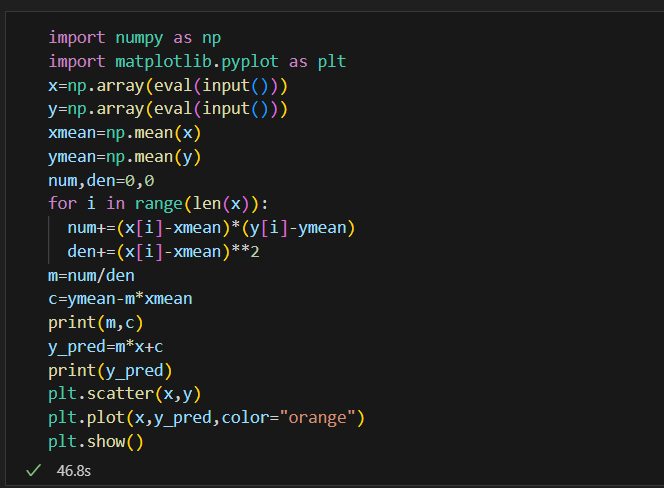 import numpy as np
import matplotlib.pyplot as plt
x=np.array(eval(input()))
y=np.array(eval(input()))
xmean=np.mean(x)
ymean=np.mean(y)
num,den=0,0
for i in range(len(x)):
  num+=(x[i]-xmean)*(y[i]-ymean)
  den+=(x[i]-xmean)**2
m=num/den
c=ymean-m*xmean
print(m,c)
y_pred=m*x+c
print(y_pred)
plt.scatter(x,y)
plt.plot(x,y_pred,color="orange")
plt.show()
46.8s